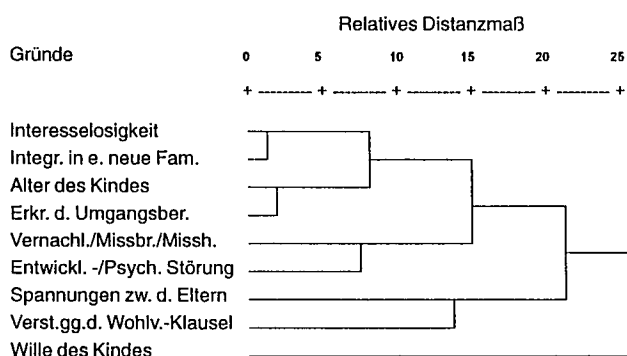 Relatives Distanzmaß
Gründe 0 5 10 15 20 25
Interesselosigkeit
Integr. in e. neue Fam.
Alter des Kindes
Erkr. d. Umgangsber.
Vernachl./Missbr./Missh.
Entwickl. -/Psych. Störung
Spannungen zw. d. Eltern
Verst.gg.d. Wohlv.-Klausel
Wille des Kindes